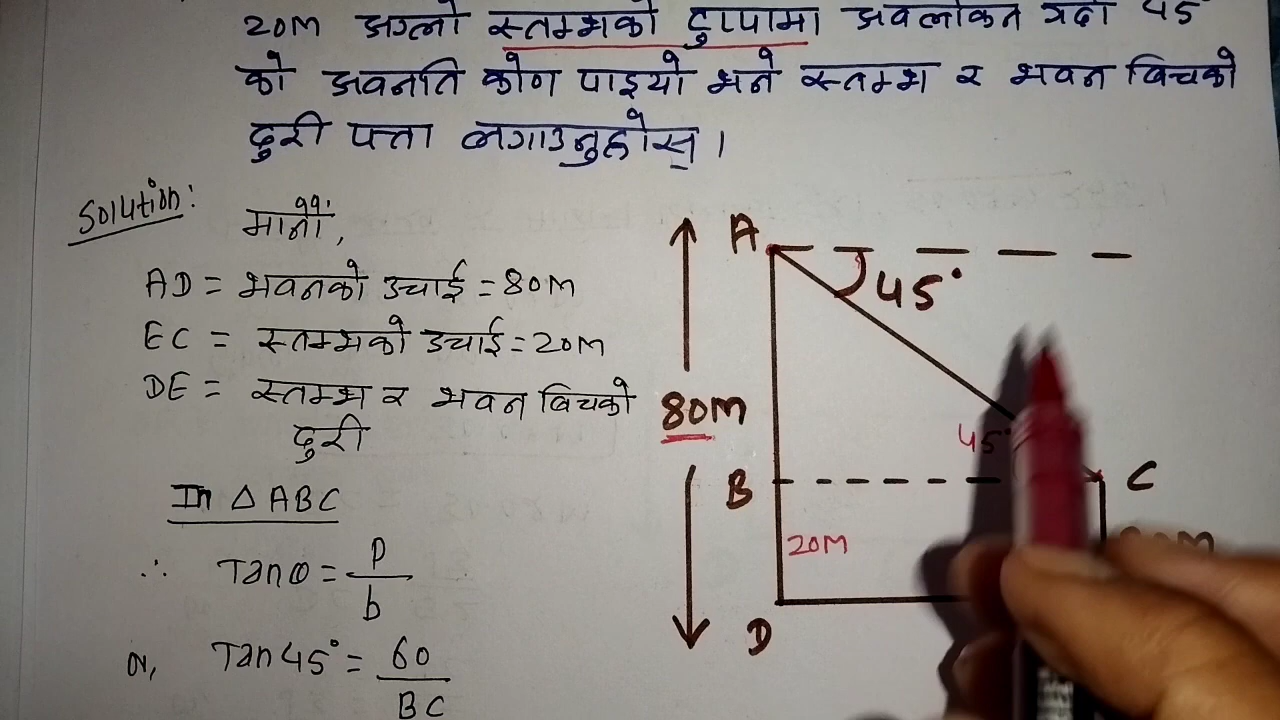 20M अग्लो स्तम्भको टुप्पामा अवलोकन गर्दा 45°
को अवनति कोण पाइयो भने स्तम्भ र भवन बिचको
दुरी पत्ता लगाउनुहोस् ।
Solution:
मानौं,
AD = भवनको उचाई = 80M
EC = स्तम्भको उचाई = 20M
DE = स्तम्भ र भवन बिचको
दुरी
In △ ABC
∴ Tanθ = p/b
or, Tan45° = 60/BC
A
45°
80M
45°
B
C
20M
D